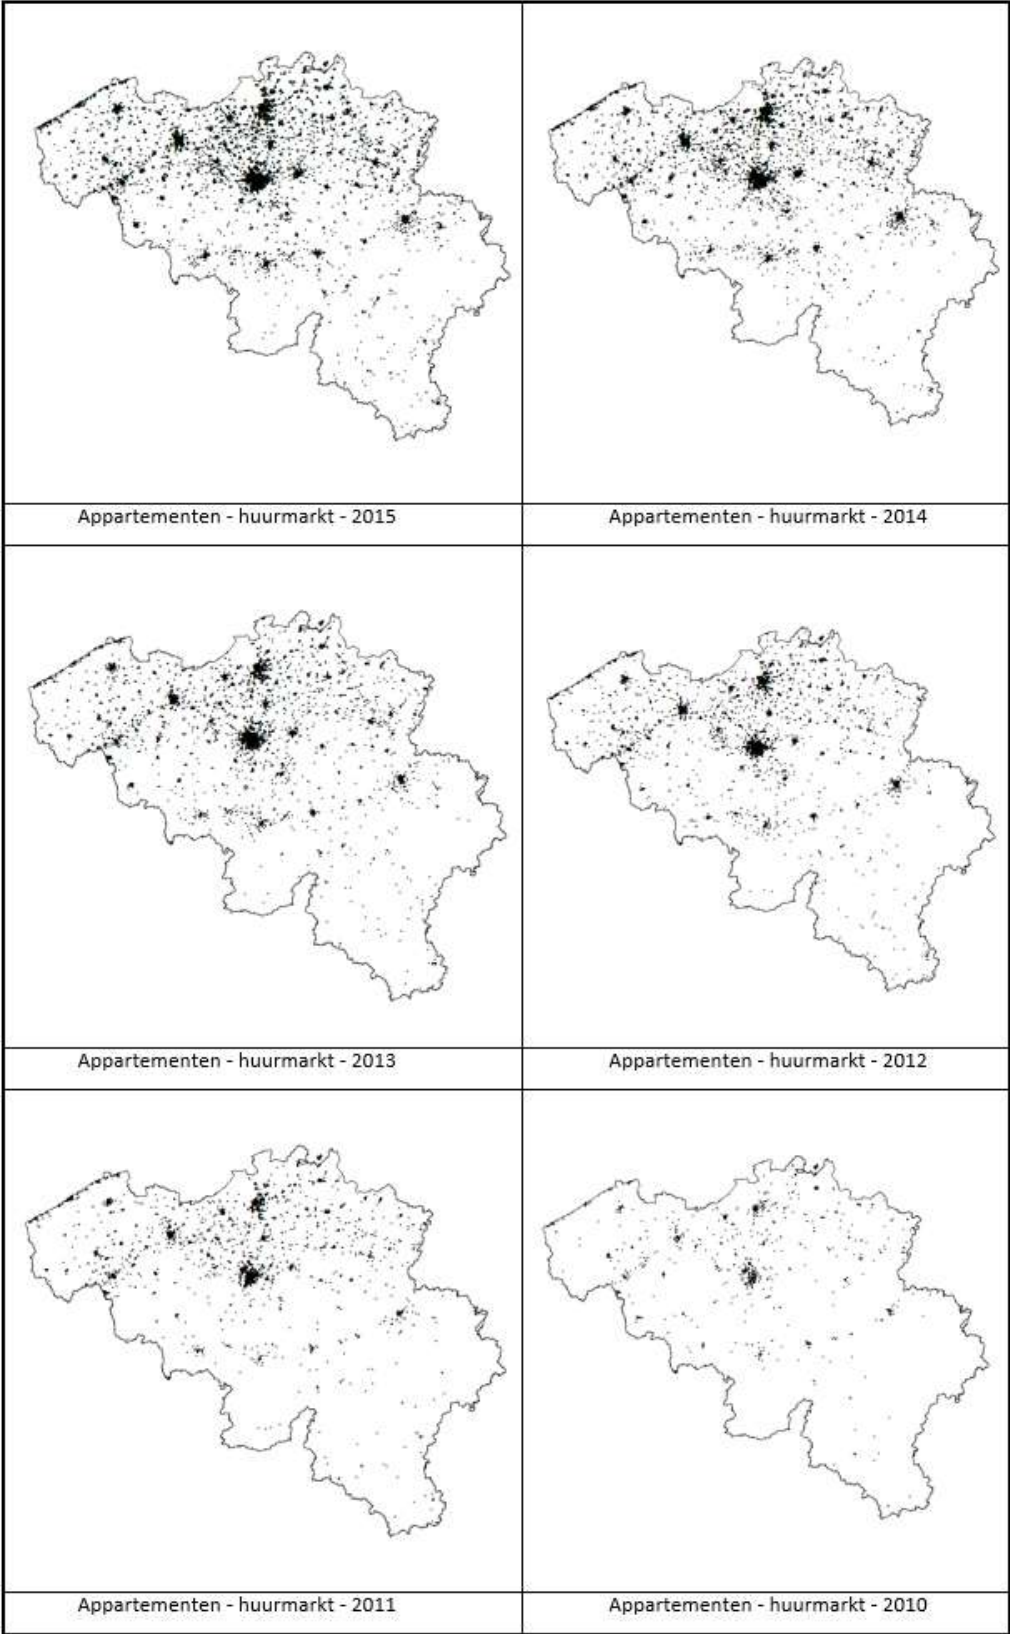 Appartementen - huurmarkt - 2015
Appartementen - huurmarkt - 2014
Appartementen - huurmarkt - 2013
Appartementen - huurmarkt - 2012
Appartementen - huurmarkt - 2011
Appartementen - huurmarkt - 2010